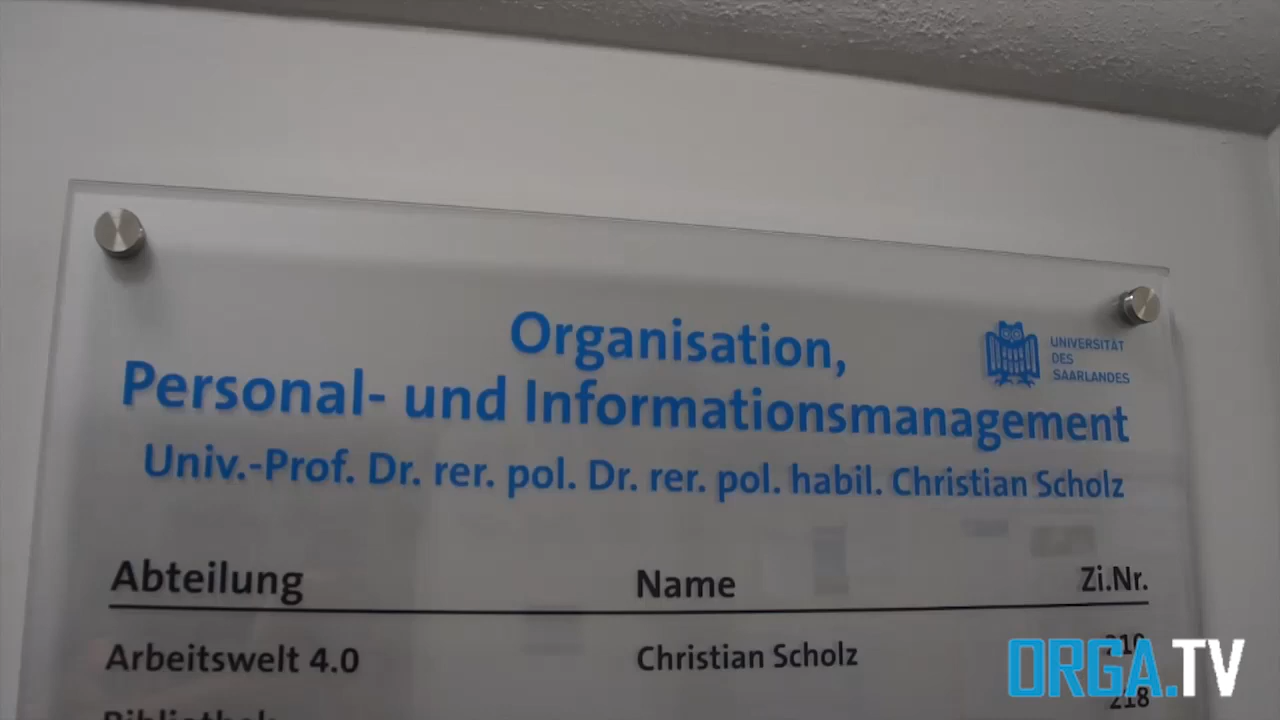 Organisation,
Personal- und Informationsmanagement
Univ.-Prof. Dr. rer. pol. Dr. rer. pol. habil. Christian Scholz
UNIVERSITÄT
DES
SAARLANDES
Abteilung Name Zi.Nr.
Arbeitswelt 4.0 Christian Scholz
218
ORGA.TV